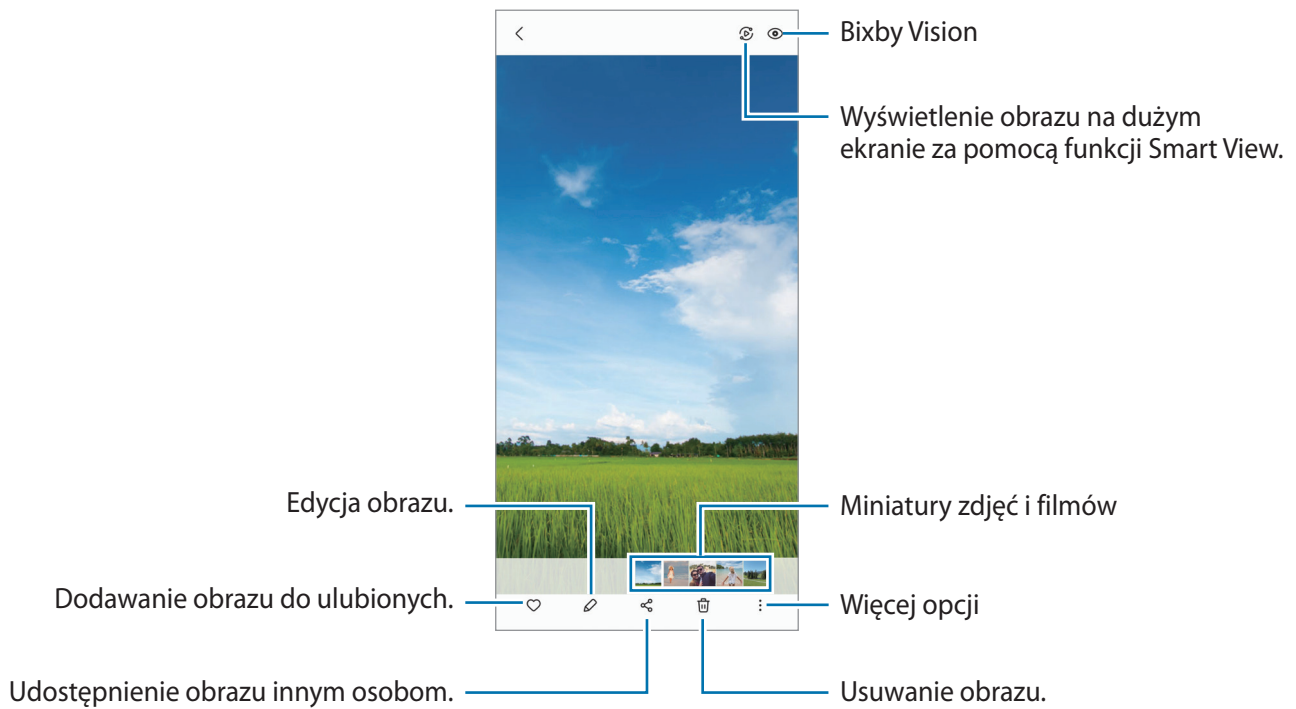 Bixby Vision
Wyświetlenie obrazu na dużym
ekranie za pomocą funkcji Smart View.
Edycja obrazu.
Miniatury zdjęć i filmów
Dodawanie obrazu do ulubionych.
Więcej opcji
Udostępnienie obrazu innym osobom.
Usuwanie obrazu.